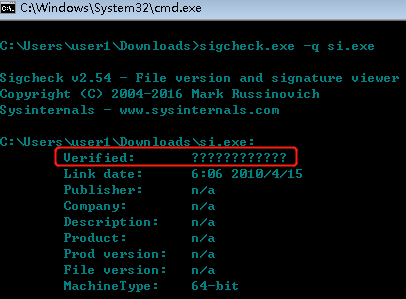 C:\Windows\System32\cmd.exe
C:\Users\user1\Downloads>sigcheck.exe -q si.exe
Sigcheck v2.54 - File version and signature viewer
Copyright (C) 2004-2016 Mark Russinovich
Sysinternals - www.sysinternals.com
C:\Users\user1\Downloads\si.exe:
Verified: ????????????
Link date: 6:06 2010/4/15
Publisher: n/a
Company: n/a
Description: n/a
Product: n/a
Prod version: n/a
File version: n/a
MachineType: 64-bit